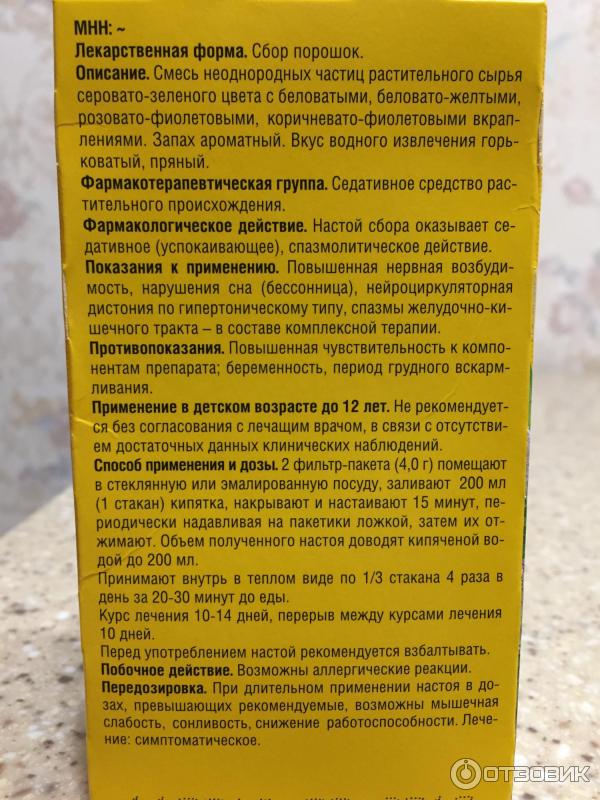 МНН: ~
Лекарственная форма. Сбор порошок.
Описание. Смесь неоднородных частиц растительного сырья
серовато-зеленого цвета с беловатыми, беловато-желтыми,
розовато-фиолетовыми, коричневато-фиолетовыми вкрап-
лениями. Запах ароматный. Вкус водного извлечения горь-
коватый, пряный.
Фармакотерапевтическая группа. Седативное средство рас-
тительного происхождения.
Фармакологическое действие. Настой сбора оказывает се-
дативное (успокаивающее), спазмолитическое действие.
Показания к применению. Повышенная нервная возбуди-
мость, нарушения сна (бессонница), нейроциркуляторная
дистония по гипертоническому типу, спазмы желудочно-ки-
шечного тракта – в составе комплексной терапии.
Противопоказания. Повышенная чувствительность к компо-
нентам препарата; беременность, период грудного вскарм-
ливания.
Применение в детском возрасте до 12 лет. Не рекомендует-
ся без согласования с лечащим врачом, в связи с отсутстви-
ем достаточных данных клинических наблюдений.
Способ применения и дозы. 2 фильтр-пакета (4,0 г) помещают
в стеклянную или эмалированную посуду, заливают 200 мл
(1 стакан) кипятка, накрывают и настаивают 15 минут, пе-
риодически надавливая на пакетики ложкой, затем их от-
жимают. Объем полученного настоя доводят кипяченой во-
дой до 200 мл.
Принимают внутрь в теплом виде по 1/3 стакана 4 раза в
день за 20-30 минут до еды.
Курс лечения 10-14 дней, перерыв между курсами лечения
10 дней.
Перед употреблением настой рекомендуется взбалтывать.
Побочное действие. Возможны аллергические реакции.
Передозировка. При длительном применении настоя в до-
зах, превышающих рекомендуемые, возможны мышечная
слабость, сонливость, снижение работоспособности. Лече-
ние: симптоматическое.
ОТЗОВИК